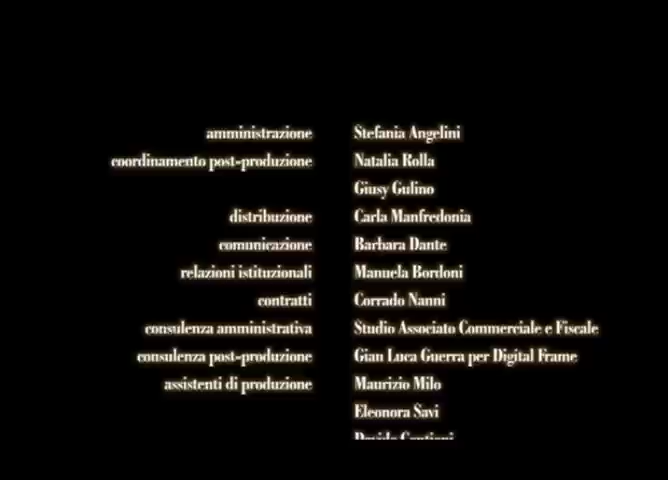 amministrazione Stefania Angelini
coordinamento post-produzione Natalia Rolla
Giusy Gulino
distribuzione Carla Manfredonia
comunicazione Barbara Dante
relazioni istituzionali Manuela Bordoni
contratti Corrado Nanni
consulenza amministrativa Studio Associato Commerciale e Fiscale
consulenza post-produzione Gian Luca Guerra per Digital Frame
assistenti di produzione Maurizio Milo
Eleonora Savi